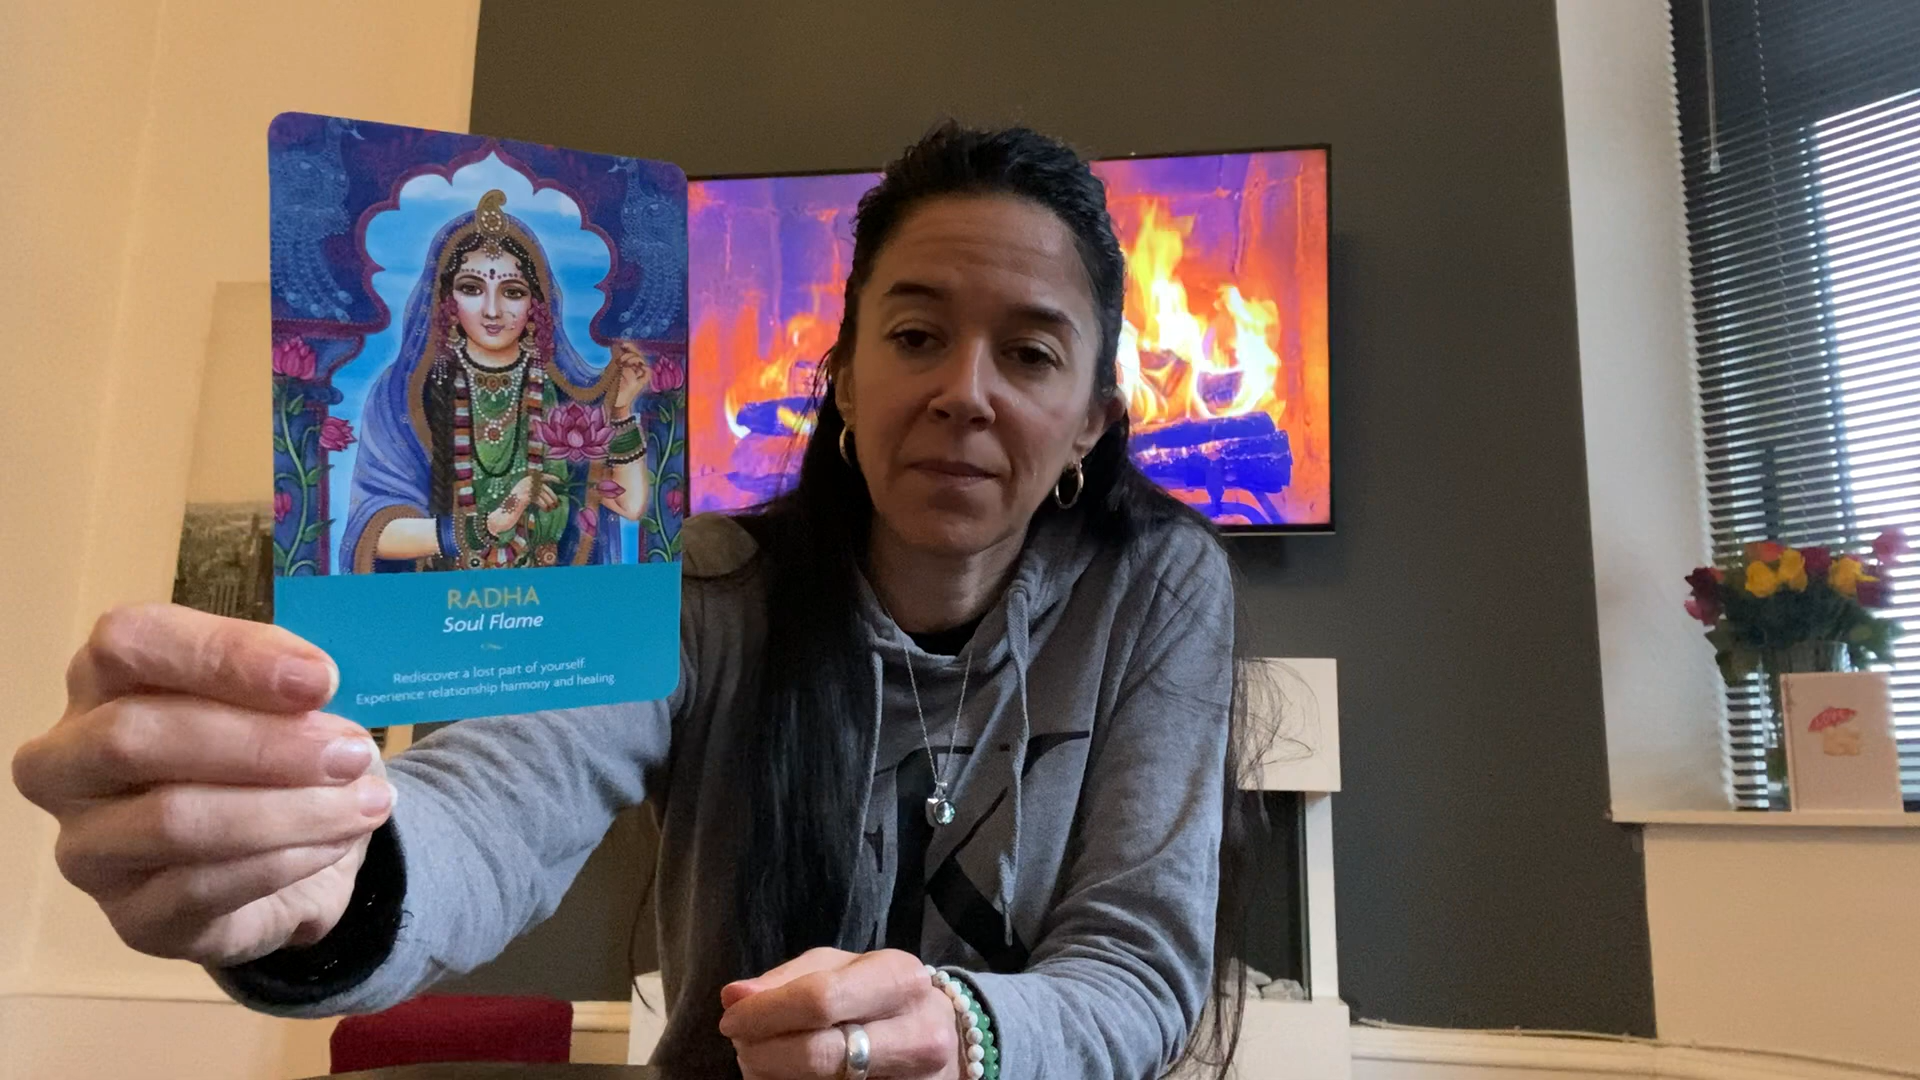 RADHA
Soul Flame
Rediscover a lost part of yourself.
Experience relationship harmony and healing